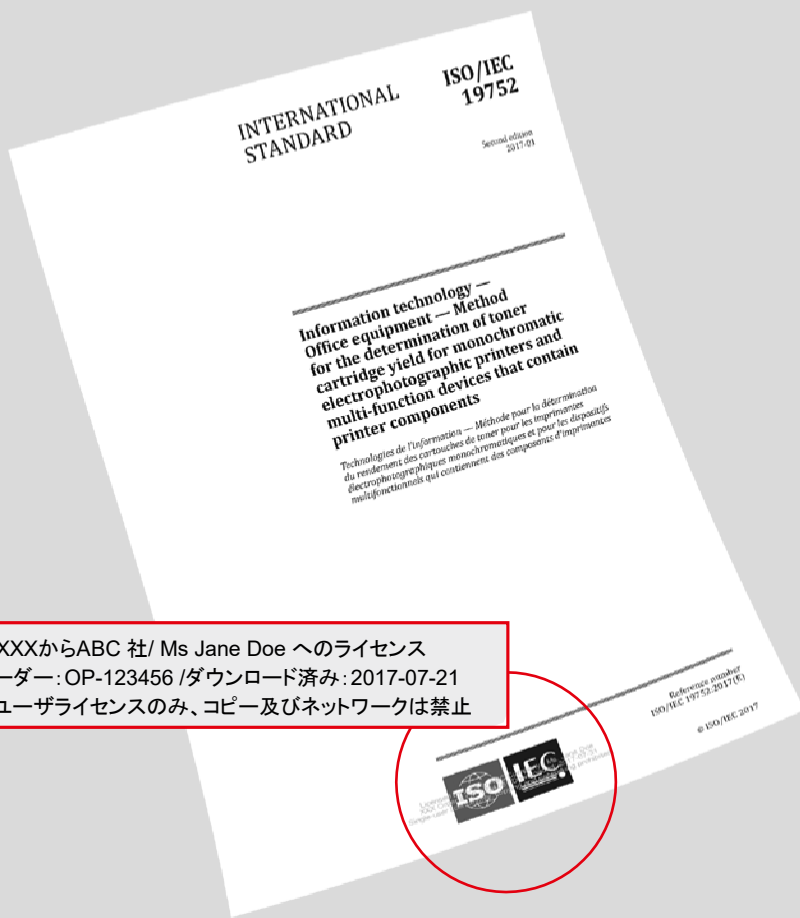 INTERNATIONAL
STANDARD
ISO/IEC
19752
Second edition
2017-01
Information technology —
Office equipment — Method
for the determination of toner
cartridge yield for monochromatic
electrophotographic printers and
multi-function devices that contain
printer components
Technologies de l'information — Méthode pour la détermination
du rendement des cartouches de toner pour les imprimantes
électrophotographiques monochromatiques et pour les dispositifs
multifonctionnels qui contiennent des composants d'imprimantes
XXXからABC 社/ Ms Jane Doe へのライセンス
ーダー：OP-123456 /ダウンロード済み：2017-07-21
ユーザライセンスのみ、コピー及びネットワークは禁止
Reference number
ISO/IEC 19752:2017(E)
© ISO/IEC 2017
ISO
IEC